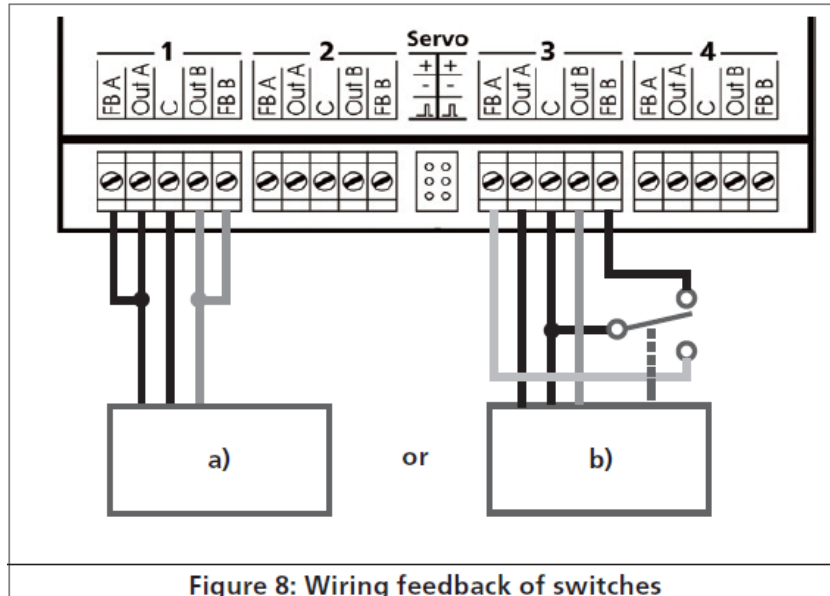 Servo
1 2 3 4
FB A Out A C Out B FB B
FB A Out A C Out B FB B
+ +
- -
FB A Out A C Out B FB B
FB A Out A C Out B FB B
a) or b)
Figure 8: Wiring feedback of switches